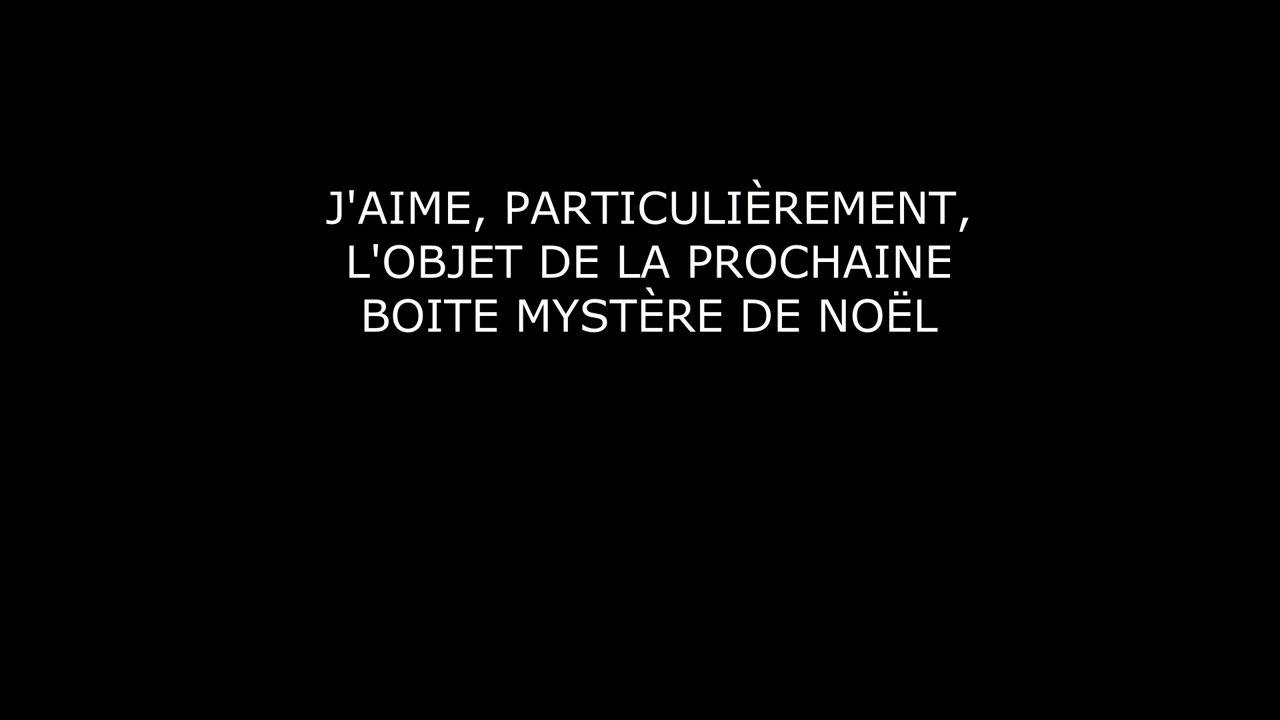 J'AIME, PARTICULIÈREMENT,
L'OBJET DE LA PROCHAINE
BOITE MYSTÈRE DE NOËL